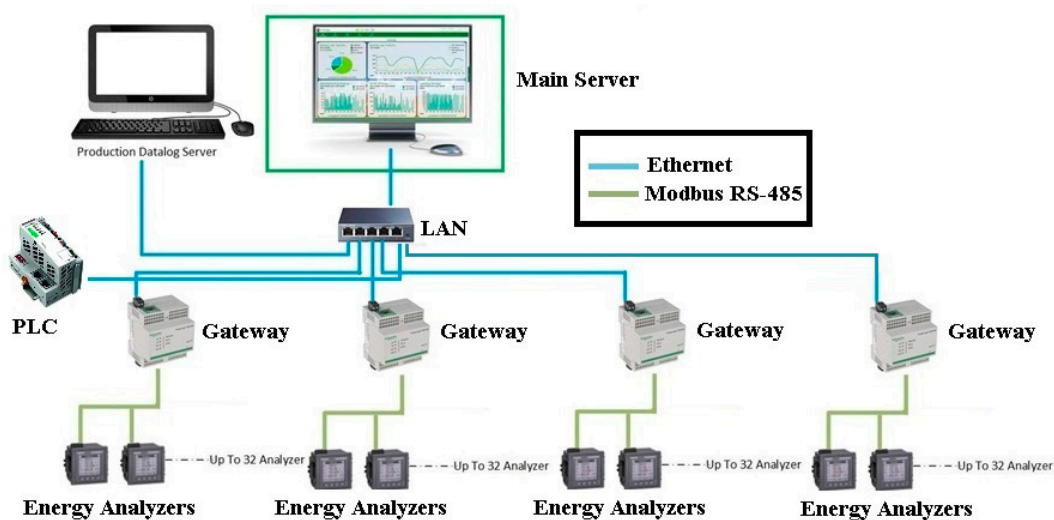 Main Server
Production Datalog Server
Ethernet
Modbus RS-485
LAN
PLC
Gateway
Gateway
Gateway
Gateway
Up To 32 Analyzer
Up To 32 Analyzer
Up To 32 Analyzer
Up To 32 Analyzer
Energy Analyzers
Energy Analyzers
Energy Analyzers
Energy Analyzers